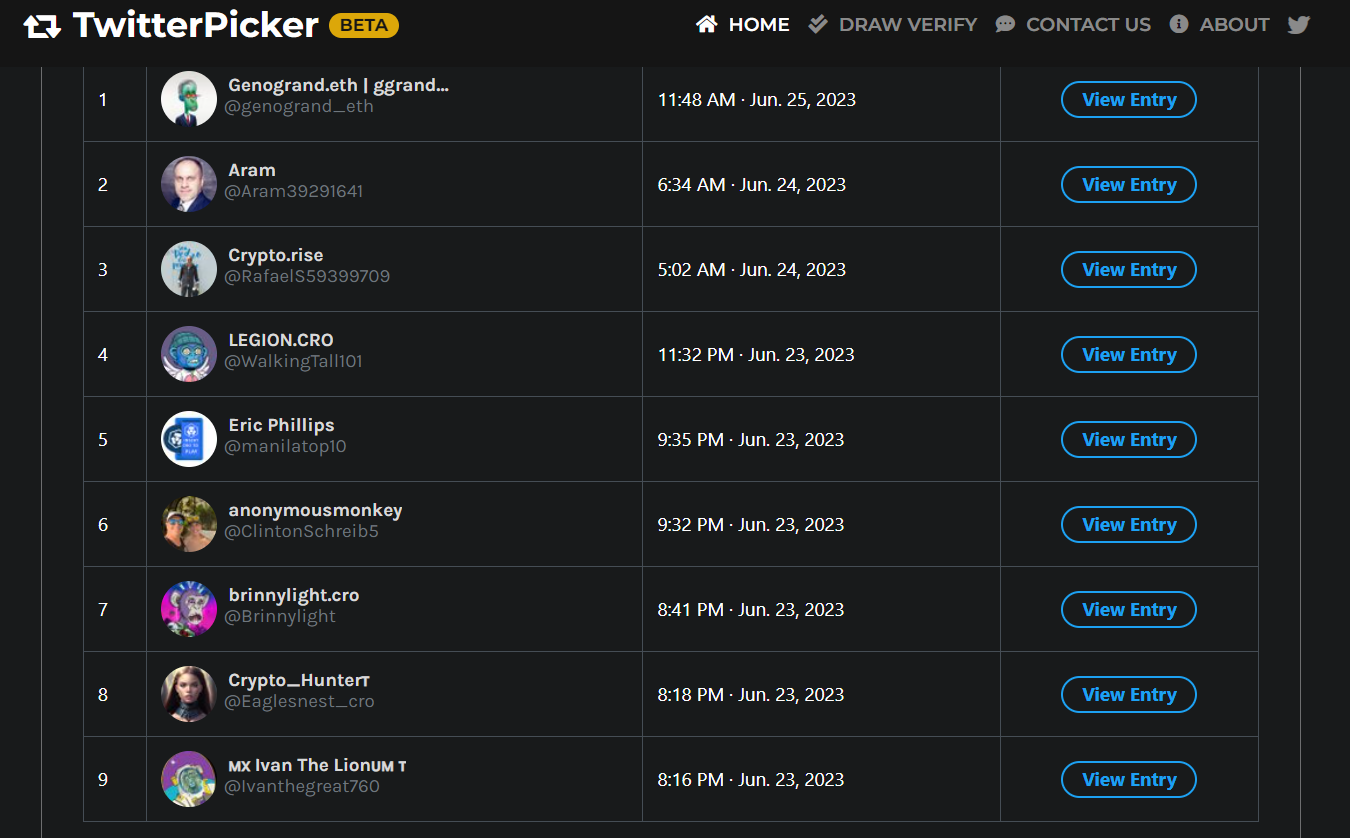 TwitterPicker BETA
HOME DRAW VERIFY CONTACT US ABOUT
1
Genogrand.eth | ggrand...
@genogrand_eth
11:48 AM · Jun. 25, 2023
View Entry
2
Aram
@Aram39291641
6:34 AM · Jun. 24, 2023
View Entry
3
Crypto.rise
@RafaelS59399709
5:02 AM · Jun. 24, 2023
View Entry
4
LEGION.CRO
@WalkingTall101
11:32 PM · Jun. 23, 2023
View Entry
5
Eric Phillips
@manilatop10
9:35 PM · Jun. 23, 2023
View Entry
6
anonymousmonkey
@ClintonSchreib5
9:32 PM · Jun. 23, 2023
View Entry
7
brinnylight.cro
@Brinnylight
8:41 PM · Jun. 23, 2023
View Entry
8
Crypto_Hunterᴛ
@Eaglesnest_cro
8:18 PM · Jun. 23, 2023
View Entry
9
ᴍx Ivan The Lionᴜᴍ ᴛ
@Ivanthegreat760
8:16 PM · Jun. 23, 2023
View Entry